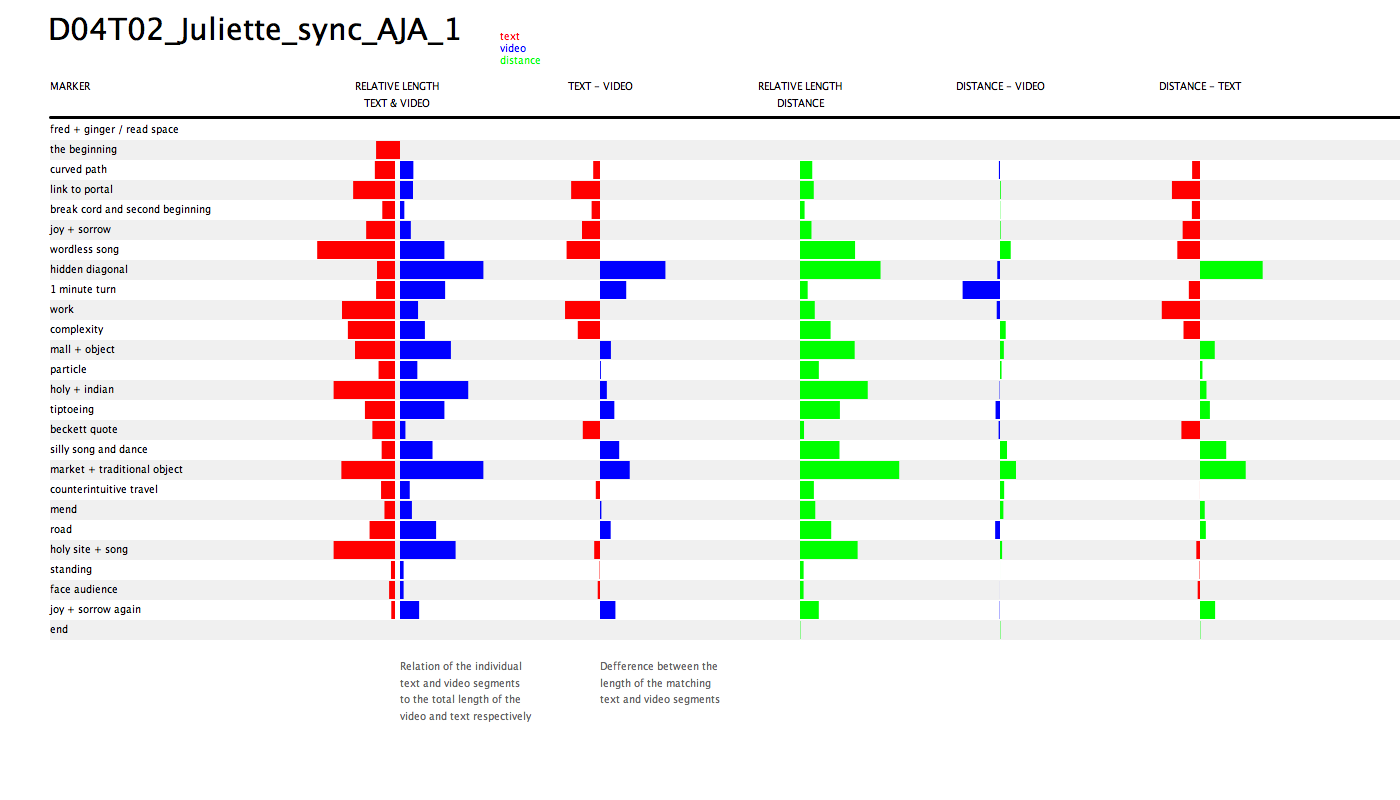 D04T02_Juliette_sync_AJA_1
text
video
distance
MARKER
RELATIVE LENGTH
TEXT & VIDEO
TEXT – VIDEO
RELATIVE LENGTH
DISTANCE
DISTANCE – VIDEO
DISTANCE – TEXT
fred + ginger / read space
the beginning
curved path
link to portal
break cord and second beginning
joy + sorrow
wordless song
hidden diagonal
1 minute turn
work
complexity
mall + object
particle
holy + indian
tiptoeing
beckett quote
silly song and dance
market + traditional object
counterintuitive travel
mend
road
holy site + song
standing
face audience
joy + sorrow again
end
Relation of the individual
text and video segments
to the total length of the
video and text respectively
Defference between the
length of the matching
text and video segments